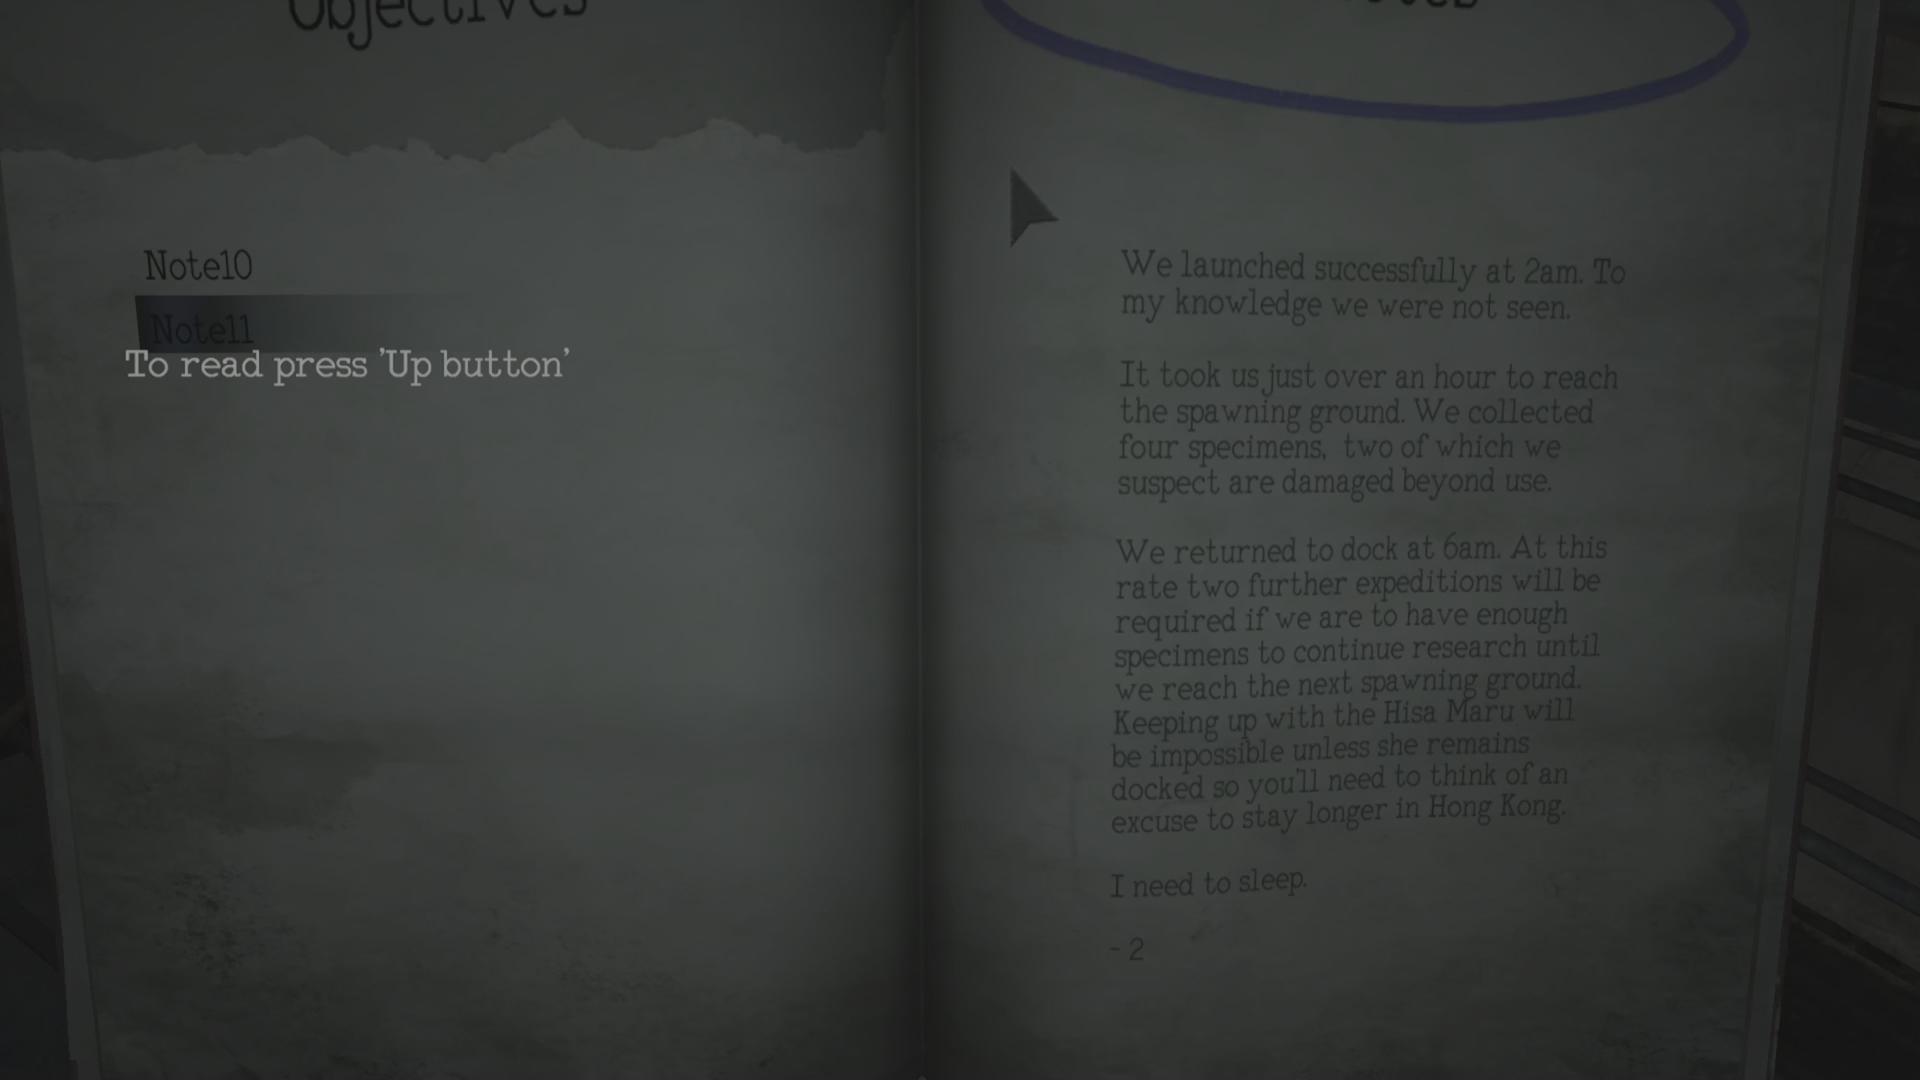 Objectives
Note10
Note11
To read press 'Up button'
We launched successfully at 2am. To
my knowledge we were not seen.
It took us just over an hour to reach
the spawning ground. We collected
four specimens, two of which we
suspect are damaged beyond use.
We returned to dock at 6am. At this
rate two further expeditions will be
required if we are to have enough
specimens to continue research until
we reach the next spawning ground.
Keeping up with the Hisa Maru will
be impossible unless she remains
docked so you'll need to think of an
excuse to stay longer in Hong Kong.
I need to sleep.
- 2